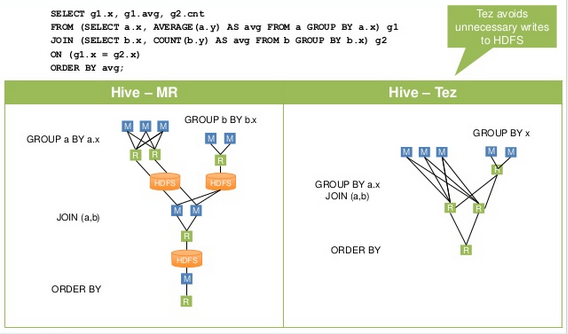 SELECT g1.x, g1.avg, g2.cnt
FROM (SELECT a.x, AVERAGE(a.y) AS avg FROM a GROUP BY a.x) g1
JOIN (SELECT b.x, COUNT(b.y) AS avg FROM b GROUP BY b.x) g2
ON (g1.x = g2.x)
ORDER BY avg;
Tez avoids
unnecessary writes
to HDFS
Hive – MR
Hive – Tez
GROUP b BY b.x
GROUP a BY a.x
M M M
M M
R R
R
HDFS
HDFS
JOIN (a,b)
M M
R
HDFS
M
ORDER BY
R
GROUP BY x
M M M
M M
R
GROUP BY a.x
JOIN (a,b)
R R
ORDER BY
R